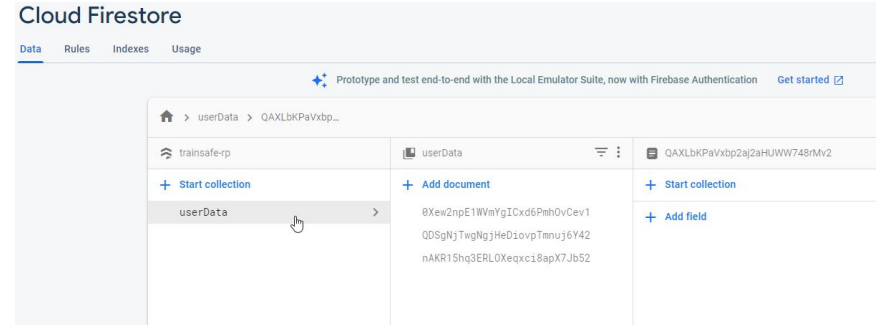 Cloud Firestore
Data Rules Indexes Usage
Prototype and test end-to-end with the Local Emulator Suite, now with Firebase Authentication Get started
userData > QAXLbKPaVxbp...
trainsafe-rp
userData
QAXLbKPaVxbp2aj2aHUWW748rMv2
+ Start collection
+ Add document
+ Start collection
userData
0Xew2npE1WVmYgICxd6PmhOvCev1
+ Add field
QDSgNjTwgNgjHeDiovpTmnuj6Y42
nAKR15hq3ERLOXeqxci8apX7Jb52